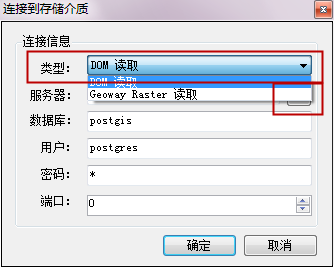 连接到存储介质
连接信息
类型: DOM 读取
DOM 读取
服务器: Geoway Raster 读取
数据库: postgis
用户: postgres
密码: *
端口: 0
确定 取消